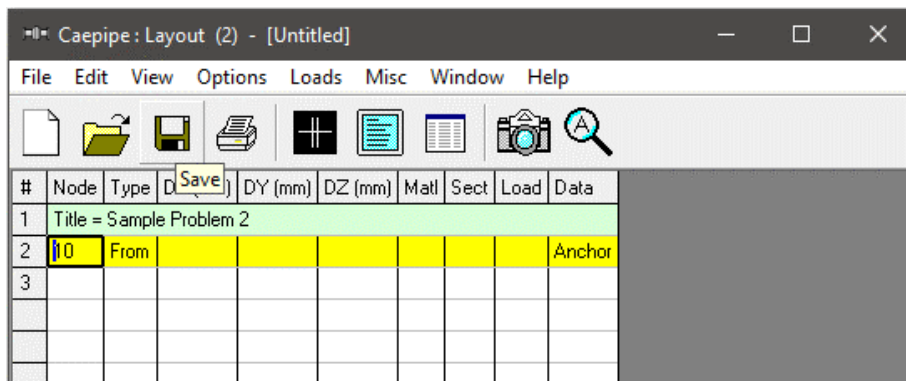 Caepipe : Layout (2) - [Untitled]
File Edit View Options Loads Misc Window Help
A
Save
# Node Type DY (mm) DZ (mm) Matl Sect Load Data
1 Title = Sample Problem 2
2 10 From Anchor
3